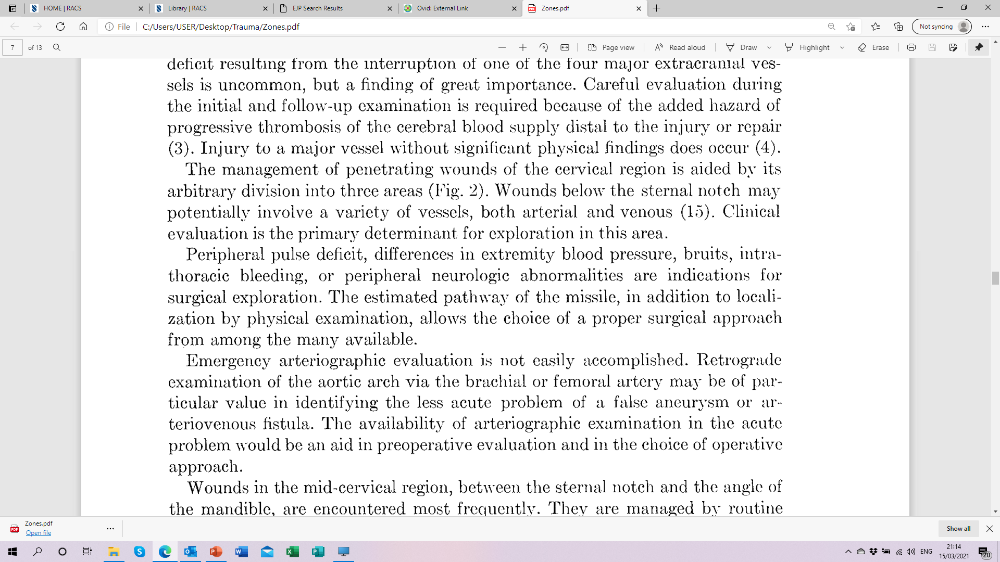 HOME | RACS
Library | RACS
EJP Search Results
Ovid: External Link
Zones.pdf
File
C:/Users/USER/Desktop/Trauma/Zones.pdf
Not syncing
7 of 13
Page view
Read aloud
Draw
Highlight
Erase
deficit resulting from the interruption of one of the four major extracranial ves-
sels is uncommon, but a finding of great importance. Careful evaluation during
the initial and follow-up examination is required because of the added hazard of
progressive thrombosis of the cerebral blood supply distal to the injury or repair
(3). Injury to a major vessel without significant physical findings does occur (4).
The management of penetrating wounds of the cervical region is aided by its
arbitrary division into three areas (Fig. 2). Wounds below the sternal notch may
potentially involve a variety of vessels, both arterial and venous (15). Clinical
evaluation is the primary determinant for exploration in this area.
Peripheral pulse deficit, differences in extremity blood pressure, bruits, intra-
thoracic bleeding, or peripheral neurologic abnormalities are indications for
surgical exploration. The estimated pathway of the missile, in addition to locali-
zation by physical examination, allows the choice of a proper surgical approach
from among the many available.
Emergency arteriographic evaluation is not easily accomplished. Retrograde
examination of the aortic arch via the brachial or femoral artery may be of par-
ticular value in identifying the less acute problem of a false aneurysm or ar-
teriovenous fistula. The availability of arteriographic examination in the acute
problem would be an aid in preoperative evaluation and in the choice of operative
approach.
Wounds in the mid-cervical region, between the sternal notch and the angle of
the mandible, are encountered most frequently. They are managed by routine
Zones.pdf
Open file
Show all
ENG
21:14
15/03/2021
20